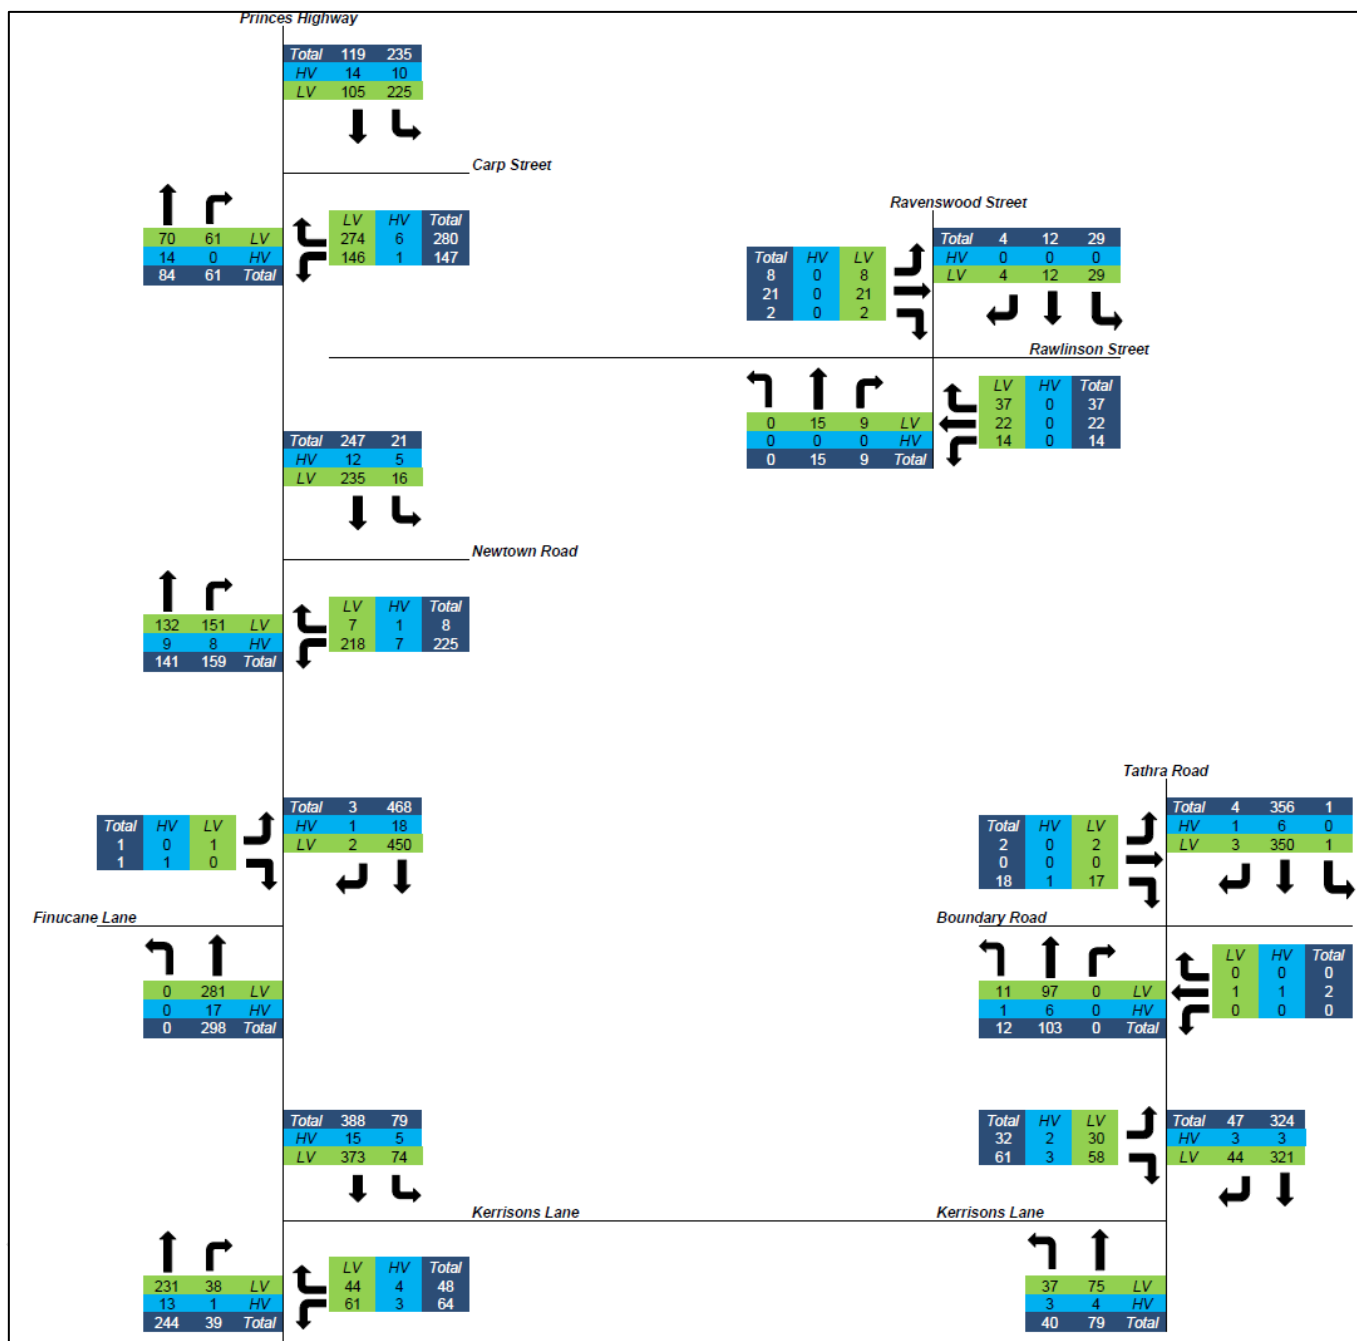 Princes Highway
Total 119 235
HV 14 10
LV 105 225
Carp Street
70 61 LV
14 0 HV
84 61 Total
LV HV Total
274 6 280
146 1 147
Ravenswood Street
Total HV LV
8 0 8
21 0 21
2 0 2
Total 4 12 29
HV 0 0 0
LV 4 12 29
Rawlinson Street
0 15 9 LV
0 0 0 HV
0 15 9 Total
LV HV Total
37 0 37
22 0 22
14 0 14
Total 247 21
HV 12 5
LV 235 16
Newtown Road
132 151 LV
9 8 HV
141 159 Total
LV HV Total
7 1 8
218 7 225
Total HV LV
1 0 1
1 1 0
Total 3 468
HV 1 18
LV 2 450
Finucane Lane
0 281 LV
0 17 HV
0 298 Total
Tathra Road
Total HV LV
2 0 2
0 0 0
18 1 17
Total 4 356 1
HV 1 6 0
LV 3 350 1
Boundary Road
11 97 0 LV
1 6 0 HV
12 103 0 Total
LV HV Total
0 0 0
1 1 2
0 0 0
Total 388 79
HV 15 5
LV 373 74
Kerrisons Lane
231 38 LV
13 1 HV
244 39 Total
LV HV Total
44 4 48
61 3 64
Total HV LV
32 2 30
61 3 58
Total 47 324
HV 3 3
LV 44 321
Kerrisons Lane
37 75 LV
3 4 HV
40 79 Total